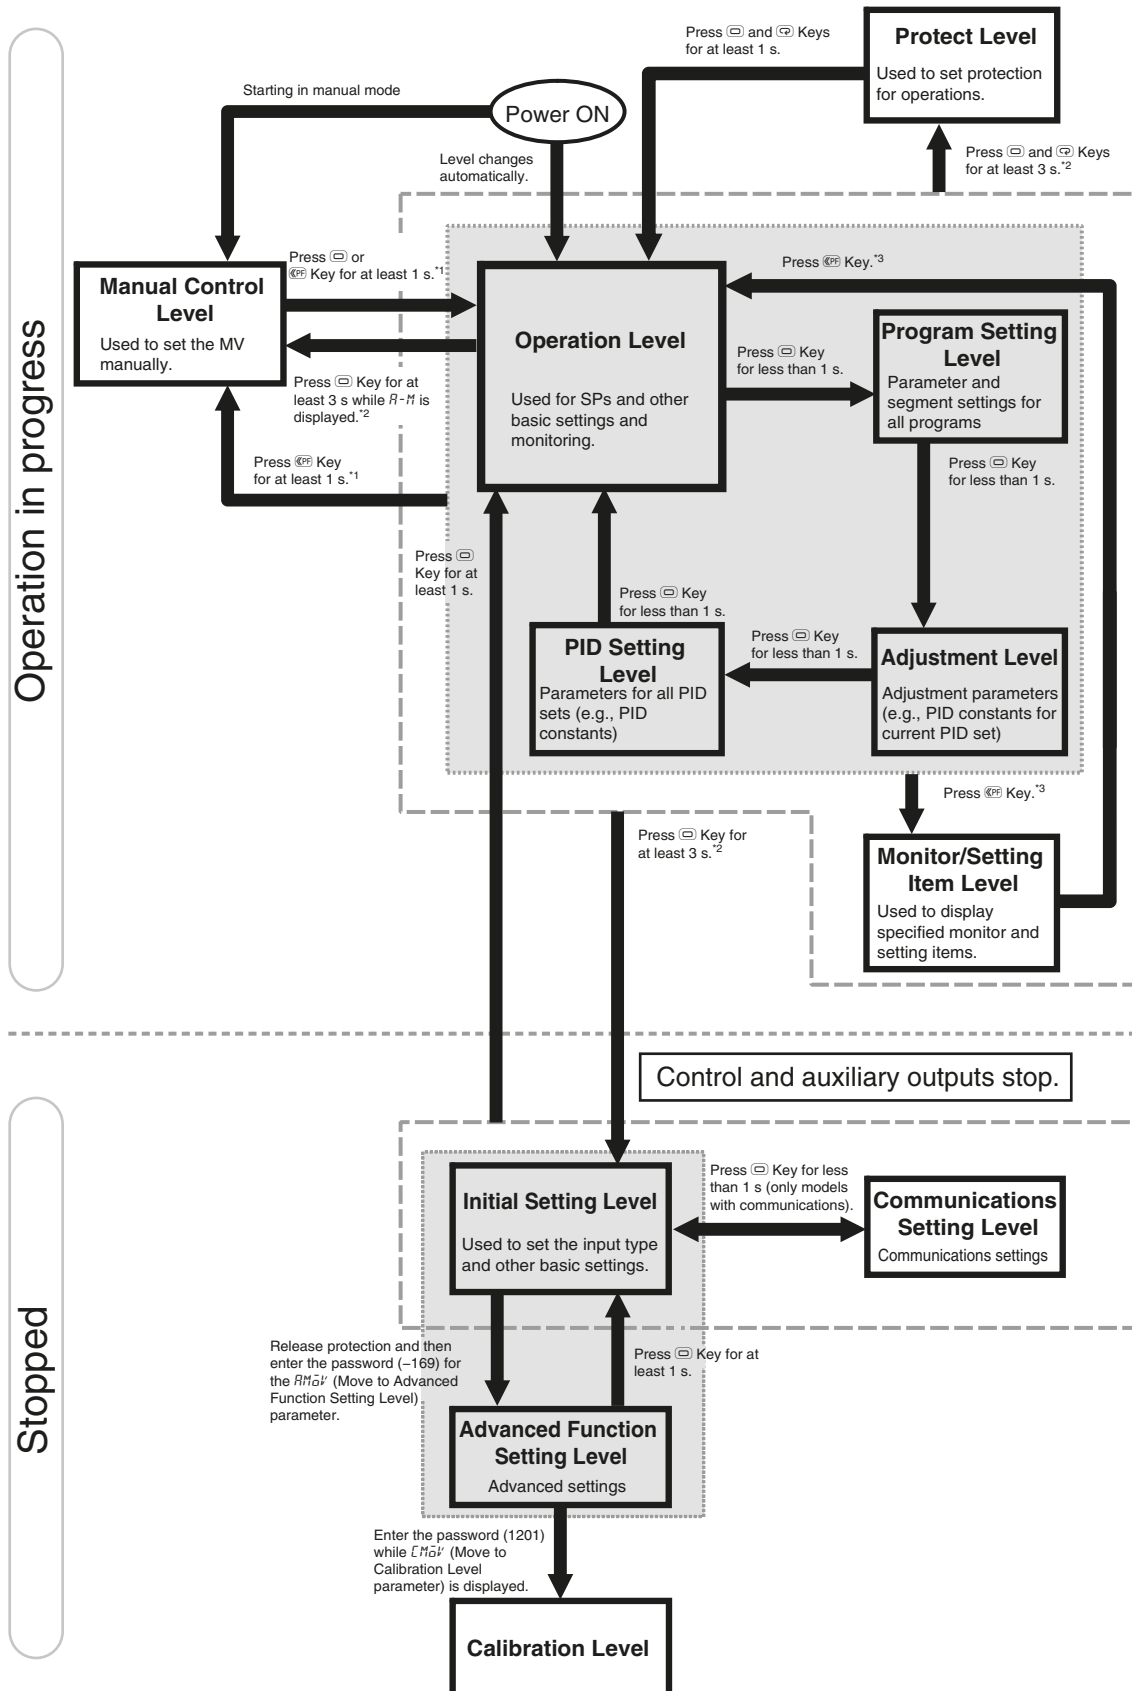 Operation in progress
Starting in manual mode
Power ON
Level changes
automatically.
Press and Keys
for at least 1 s.
Protect Level
Used to set protection
for operations.
Press and Keys
for at least 3 s.*2
Press or
PF Key for at least 1 s.*1
Manual Control
Level
Used to set the MV
manually.
Press Key for at
least 3 s while A-M is
displayed.*2
Press PF Key
for at least 1 s.*1
Operation Level
Used for SPs and other
basic settings and
monitoring.
Press PF Key.*3
Press Key
for less than 1 s.
Program Setting
Level
Parameter and
segment settings for
all programs
Press Key
for less than 1 s.
Press
Key for at
least 1 s.
Press Key
for less than 1 s.
PID Setting
Level
Parameters for all PID
sets (e.g., PID
constants)
Press Key
for less than 1 s.
Adjustment Level
Adjustment parameters
(e.g., PID constants for
current PID set)
Press PF Key.*3
Press Key for
at least 3 s.*2
Monitor/Setting
Item Level
Used to display
specified monitor and
setting items.
Control and auxiliary outputs stop.
Stopped
Initial Setting Level
Used to set the input type
and other basic settings.
Press Key for less
than 1 s (only models
with communications).
Communications
Setting Level
Communications settings
Release protection and then
enter the password (−169) for
the AMoV (Move to Advanced
Function Setting Level)
parameter.
Press Key for at
least 1 s.
Advanced Function
Setting Level
Advanced settings
Enter the password (1201)
while CMoV (Move to
Calibration Level
parameter) is displayed.
Calibration Level